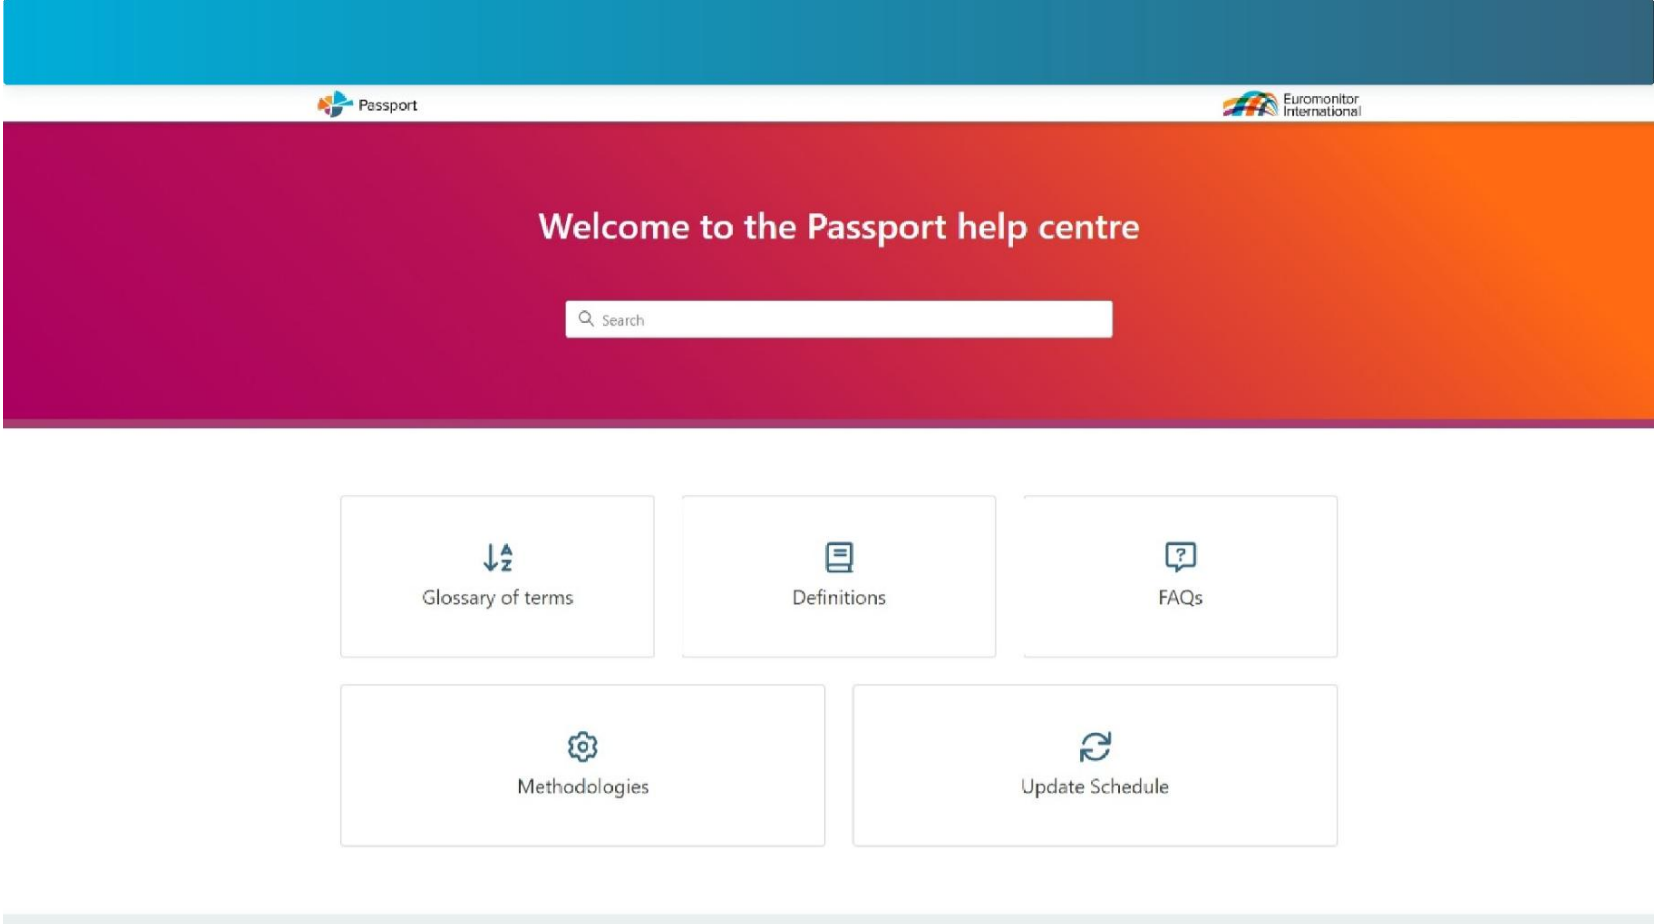 Passport
Euromonitor
International
Welcome to the Passport help centre
Search
Glossary of terms
Definitions
FAQs
Methodologies
Update Schedule